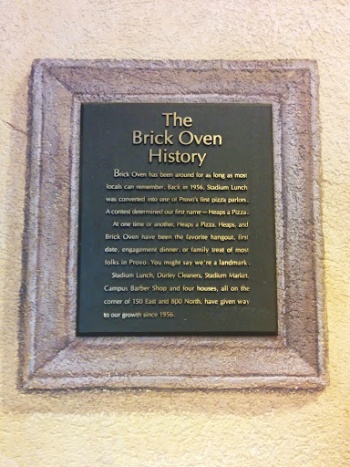 The
Brick Oven
History
Brick Oven has been around for as long as most
locals can remember. Back in 1956, Stadium Lunch
was converted into one of Provo's first pizza parlors.
A contest determined our first name—Heaps a Pizza.
At one time or another, Heaps a Pizza, Heaps, and
Brick Oven have been the favorite hangout, first
date, engagement dinner, or family treat of most
folks in Provo. You might say we're a landmark.
Stadium Lunch, Durley Cleaners, Stadium Market,
Campus Barber Shop and four houses, all on the
corner of 150 East and 800 North, have given way
to our growth since 1956.